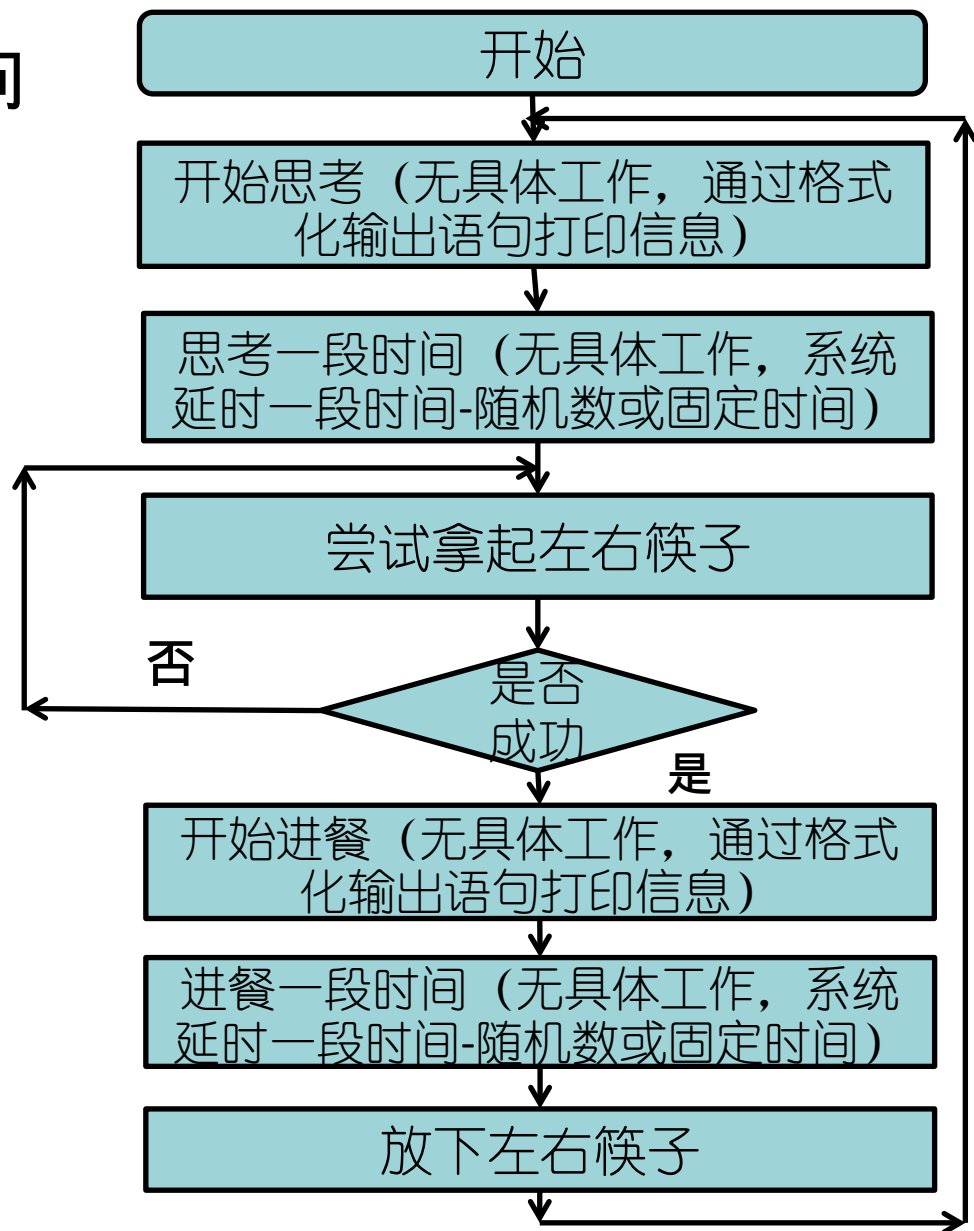 问
开始
开始思考（无具体工作，通过格式
化输出语句打印信息）
思考一段时间（无具体工作，系统
延时一段时间-随机数或固定时间）
尝试拿起左右筷子
否
是否
成功
是
开始进餐（无具体工作，通过格式
化输出语句打印信息）
进餐一段时间（无具体工作，系统
延时一段时间-随机数或固定时间）
放下左右筷子